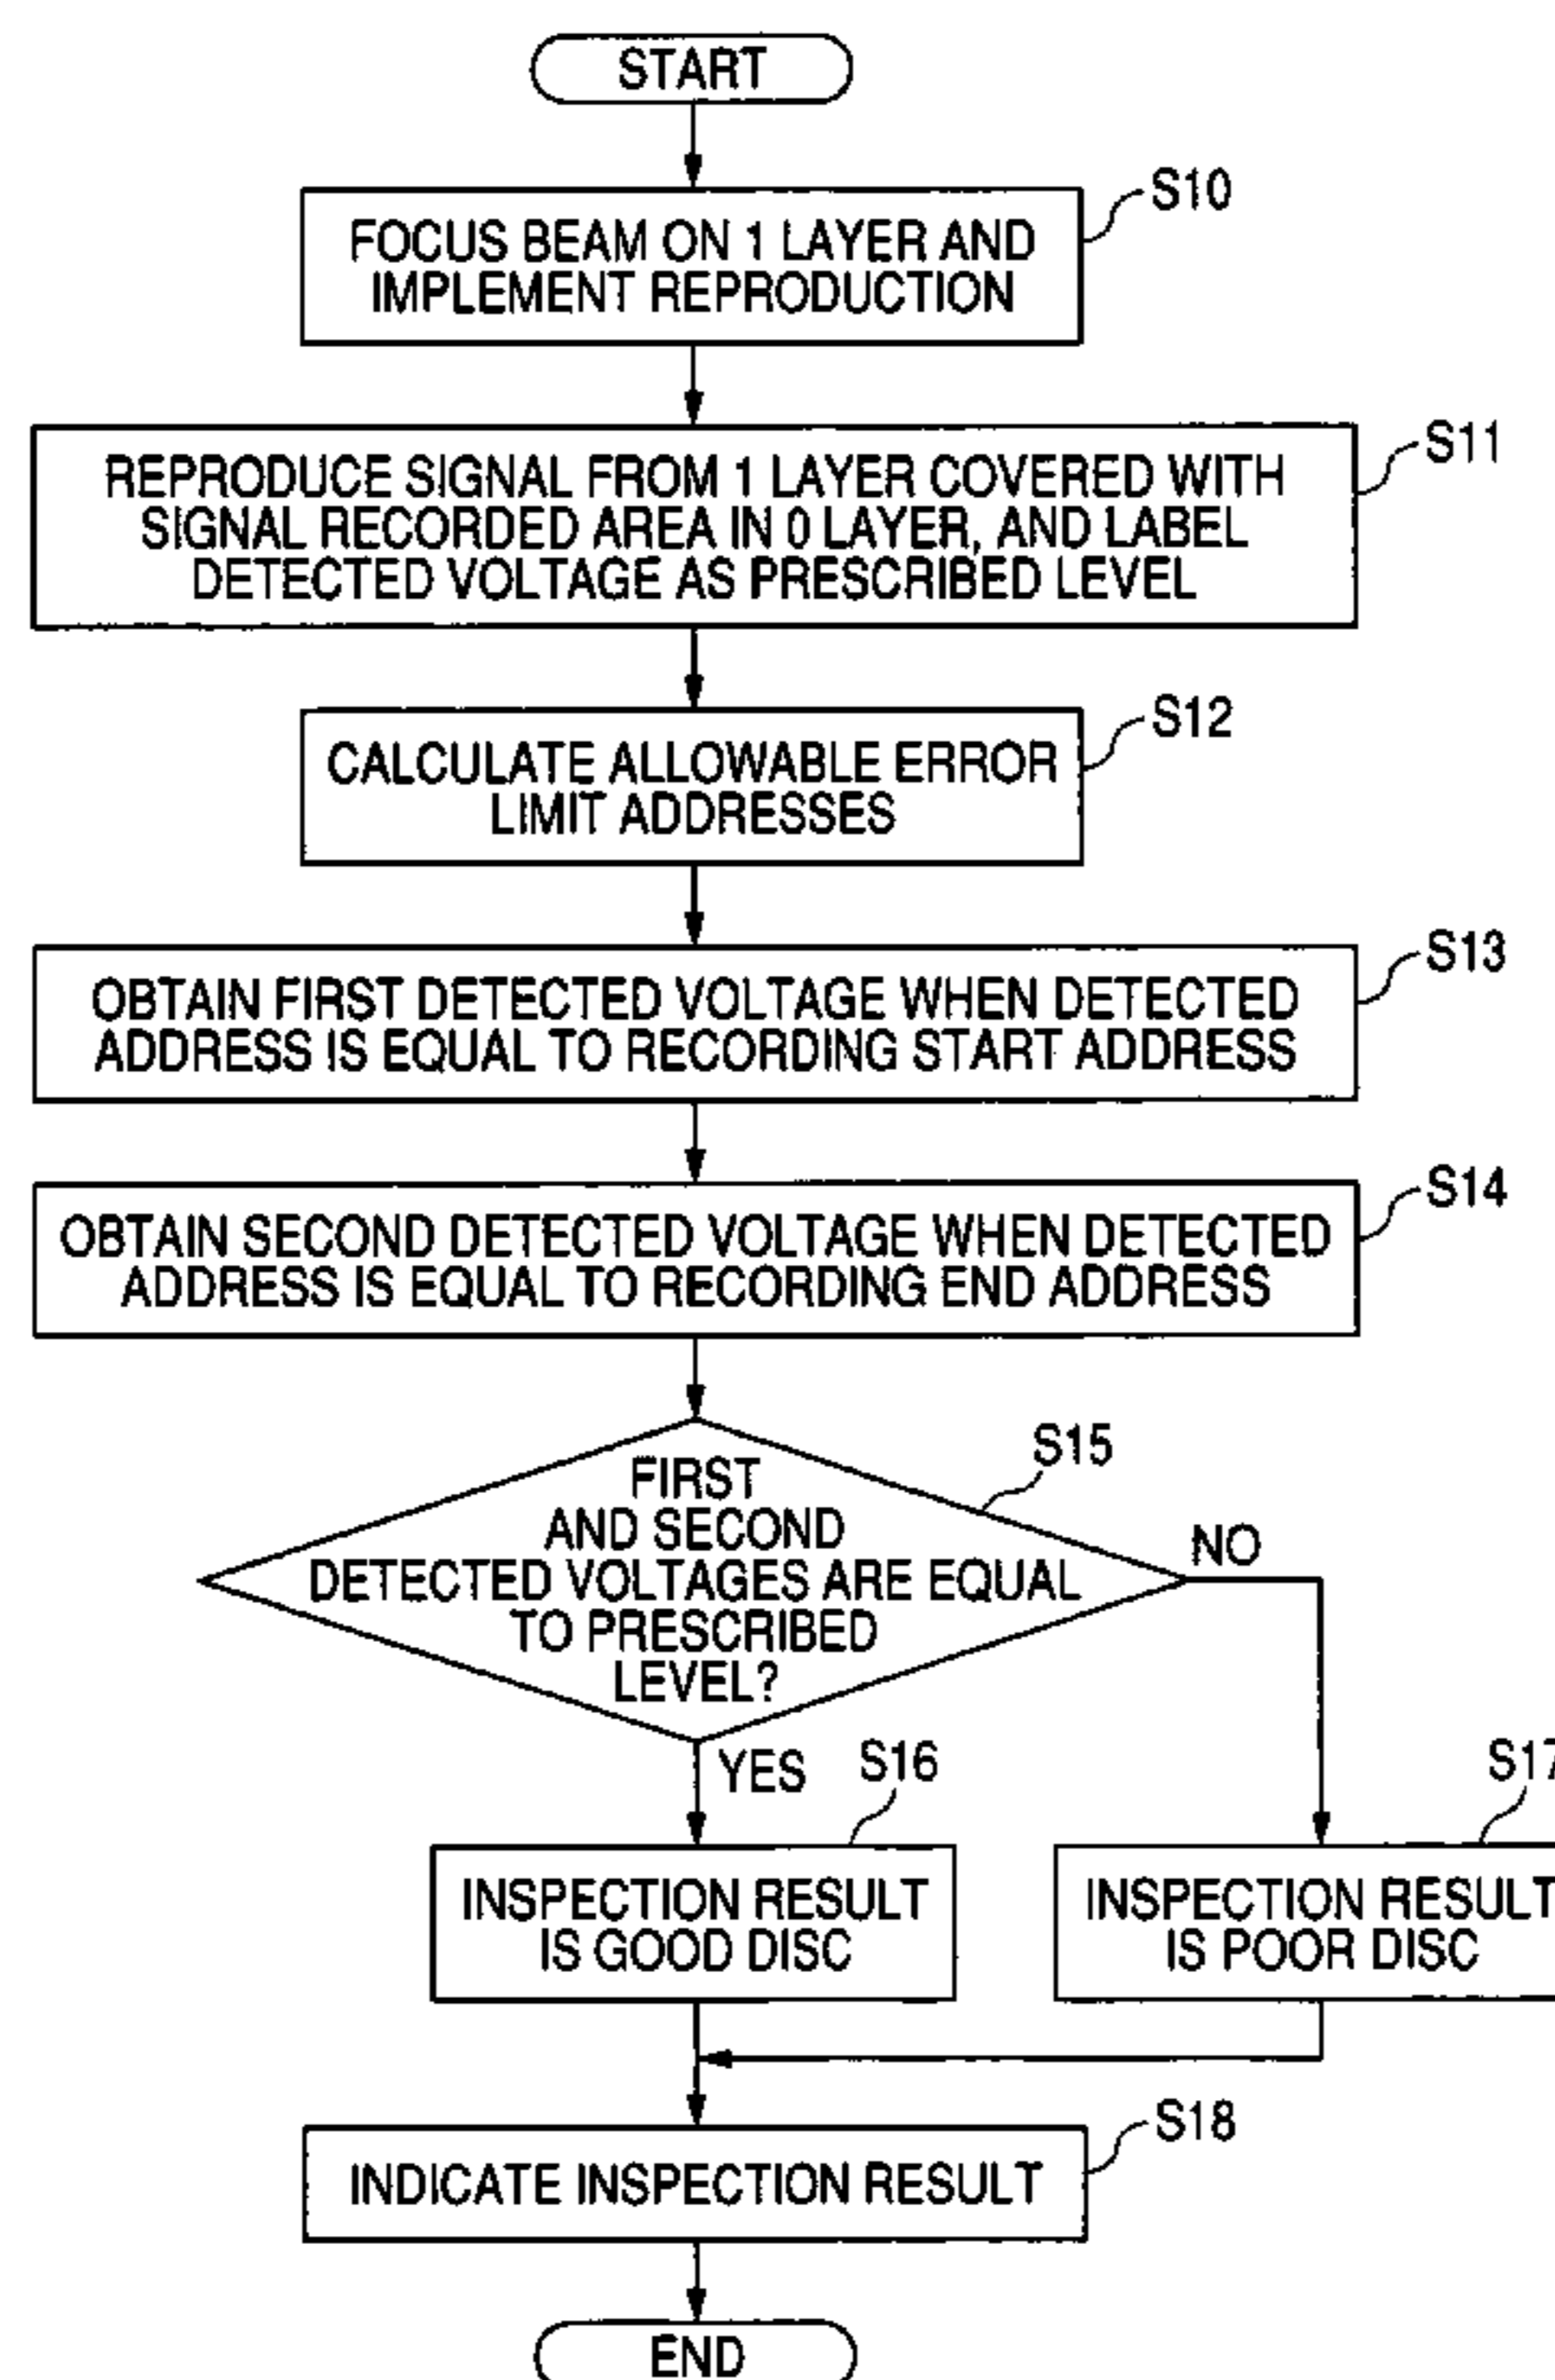 START
S10
FOCUS BEAM ON 1 LAYER AND
IMPLEMENT REPRODUCTION
S11
REPRODUCE SIGNAL FROM 1 LAYER COVERED WITH
SIGNAL RECORDED AREA IN 0 LAYER, AND LABEL
DETECTED VOLTAGE AS PRESCRIBED LEVEL
S12
CALCULATE ALLOWABLE ERROR
LIMIT ADDRESSES
S13
OBTAIN FIRST DETECTED VOLTAGE WHEN DETECTED
ADDRESS IS EQUAL TO RECORDING START ADDRESS
S14
OBTAIN SECOND DETECTED VOLTAGE WHEN DETECTED
ADDRESS IS EQUAL TO RECORDING END ADDRESS
S15
FIRST
AND SECOND
DETECTED VOLTAGES ARE EQUAL
TO PRESCRIBED
LEVEL?
NO
YES
S16
S17
INSPECTION RESULT
IS GOOD DISC
INSPECTION RESULT
IS POOR DISC
S18
INDICATE INSPECTION RESULT
END